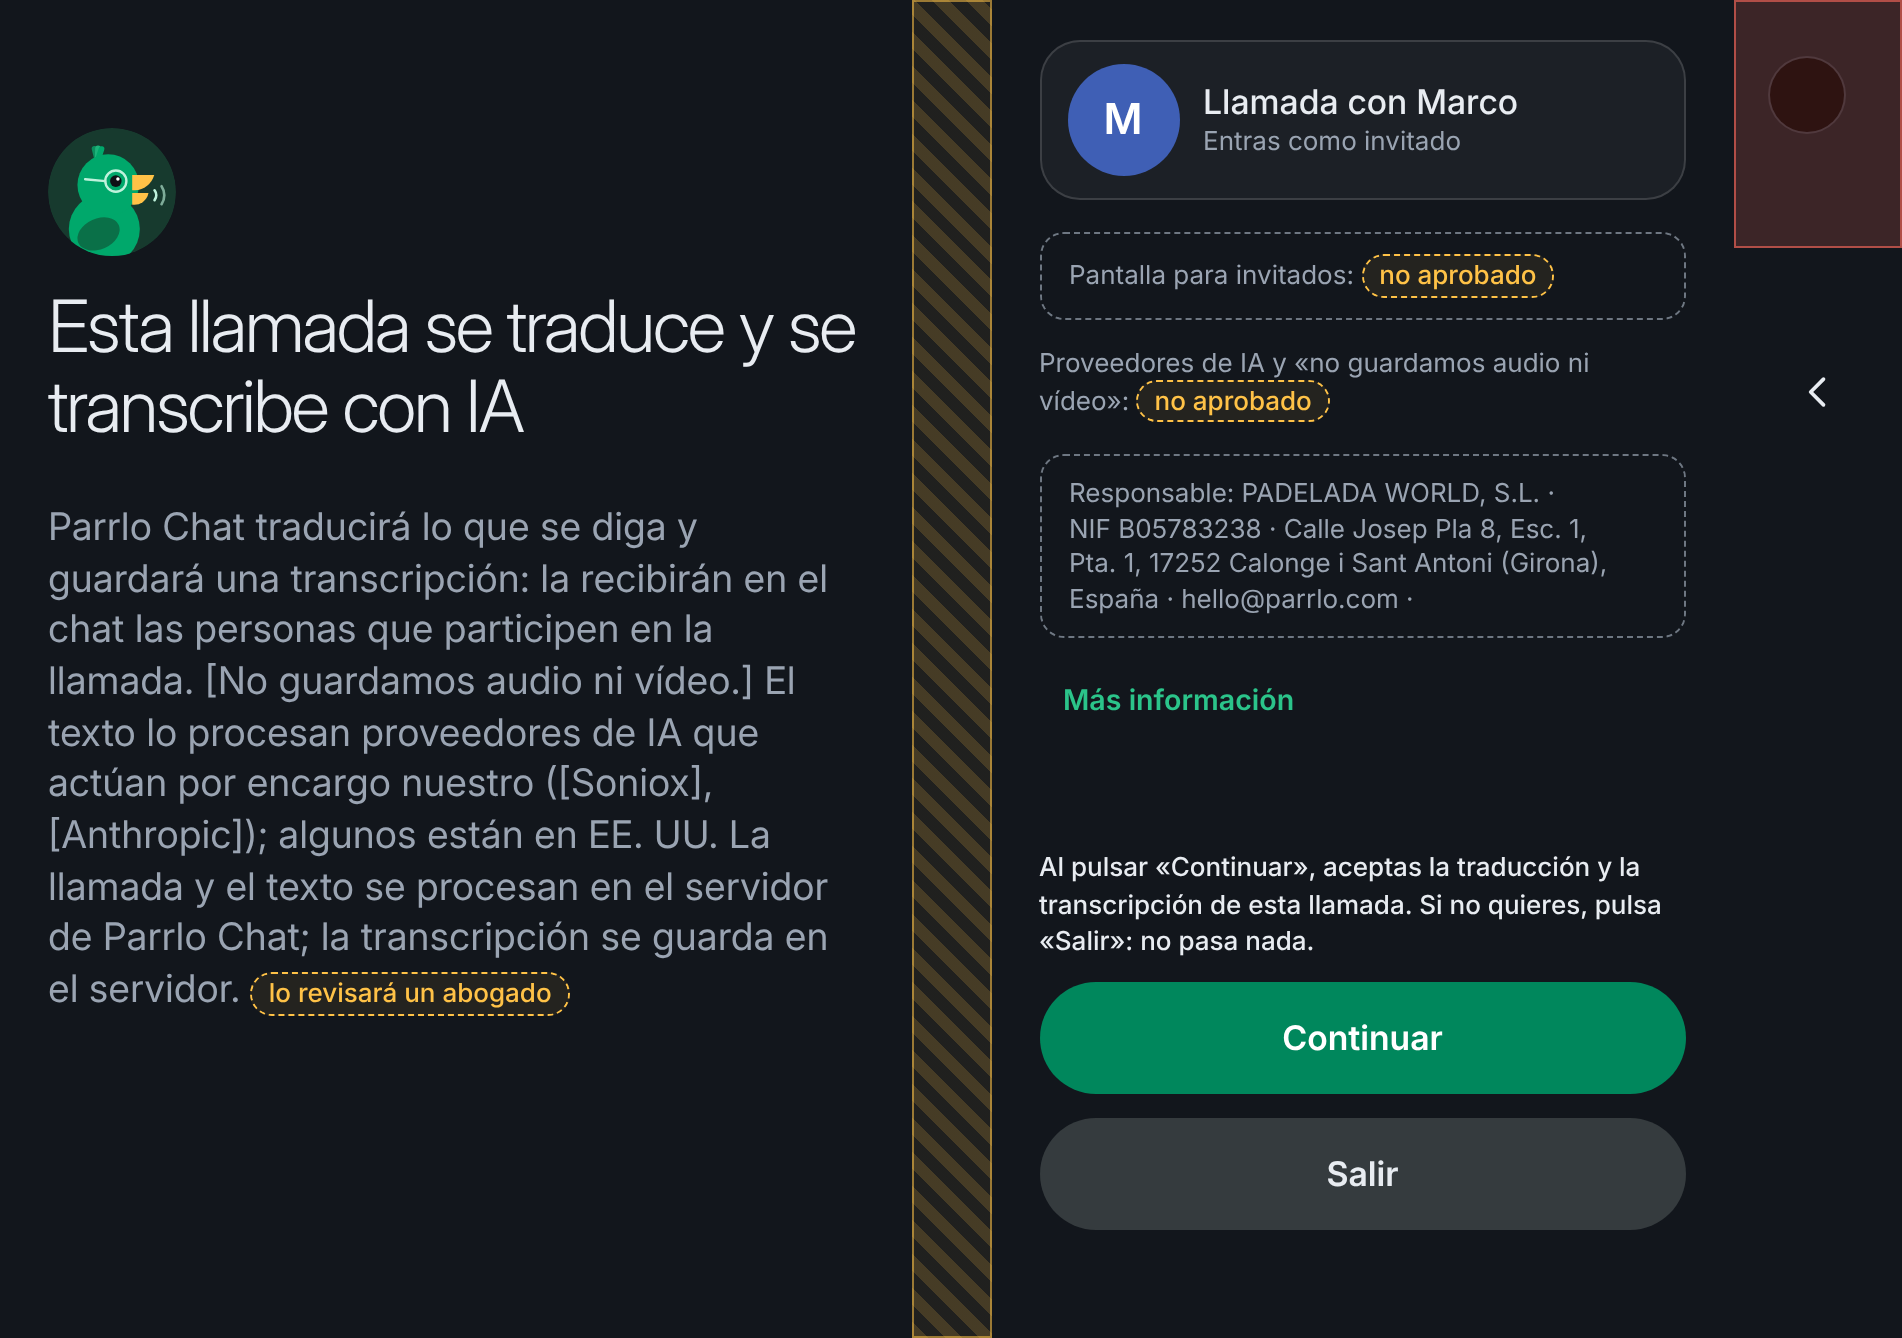 Esta llamada se traduce y se
transcribe con IA
Parrlo Chat traducirá lo que se diga y
guardará una transcripción: la recibirán en el
chat las personas que participen en la
llamada. [No guardamos audio ni vídeo.] El
texto lo procesan proveedores de IA que
actúan por encargo nuestro ([Soniox],
[Anthropic]); algunos están en EE. UU. La
llamada y el texto se procesan en el servidor
de Parrlo Chat; la transcripción se guarda en
el servidor. lo revisará un abogado
M
Llamada con Marco
Entras como invitado
Pantalla para invitados: no aprobado
Proveedores de IA y «no guardamos audio ni
vídeo»: no aprobado
Responsable: PADELADA WORLD, S.L. ·
NIF B05783238 · Calle Josep Pla 8, Esc. 1,
Pta. 1, 17252 Calonge i Sant Antoni (Girona),
España · hello@parrlo.com ·
Más información
Al pulsar «Continuar», aceptas la traducción y la
transcripción de esta llamada. Si no quieres, pulsa
«Salir»: no pasa nada.
Continuar
Salir